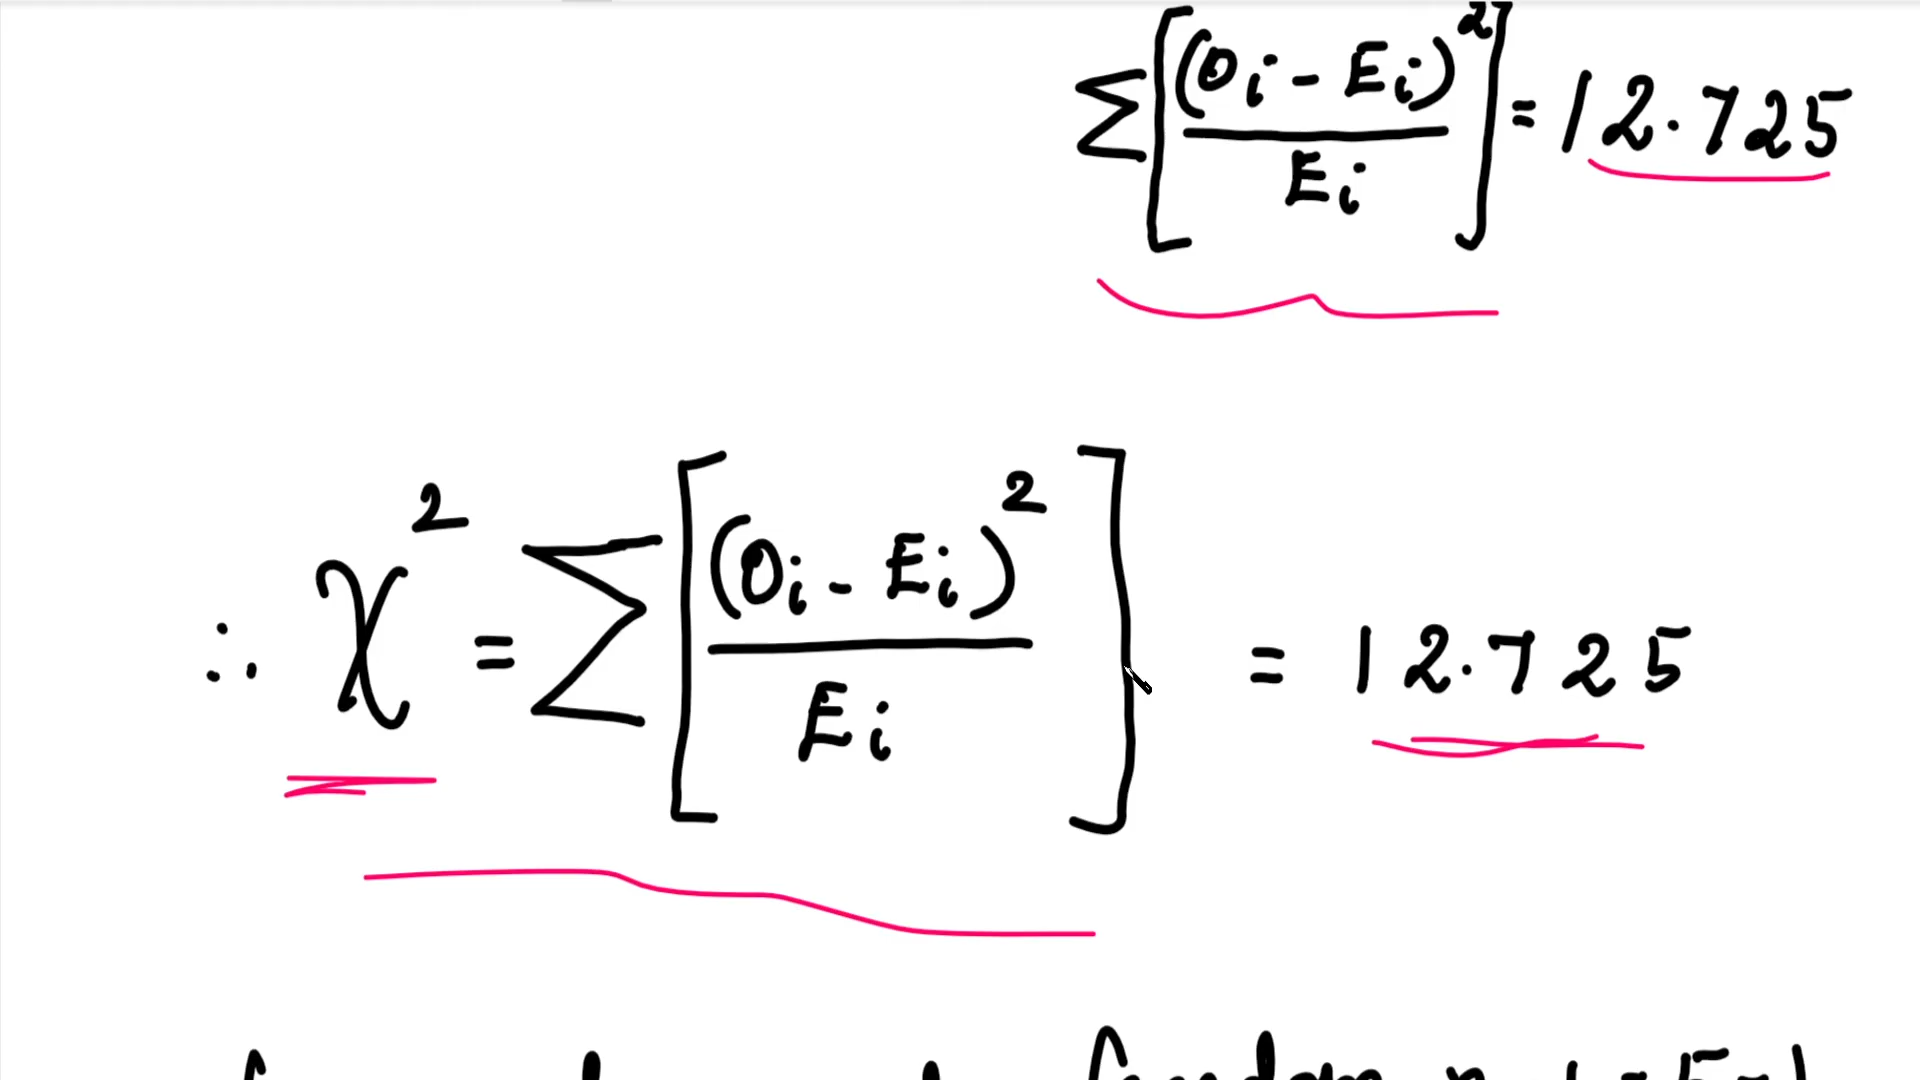 Σ[(Oi - Ei)²/Ei] = 12.725
∴ χ² = Σ[(Oi - Ei)²/Ei] = 12.725